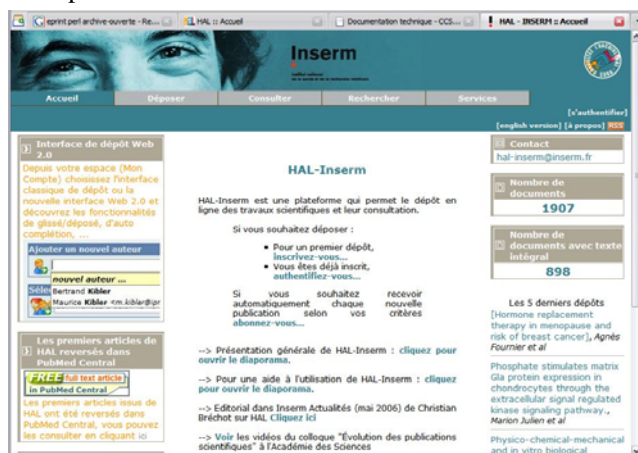 eprint perl archive-ouverte - Re...
HAL :: Accueil
Documentation technique - CCS...
HAL - INSERM :: Accueil
Inserm
Accueil
Déposer
Consulter
Rechercher
Services
[s'authentifier]
[english version] [à propos] RSS
Interface de dépôt Web
2.0
Depuis votre espace (Mon
Compte) choisissez l'interface
classique de dépôt ou la
nouvelle interface Web 2.0 et
découvrez les fonctionnalités
de glissé/déposé, d'auto
complétion, ...
Ajouter un nouvel auteur
nouvel auteur ...
Bertrand Kibler
Maurice Kibler <m.kibler@ipr
Les premiers articles de
HAL reversés dans
PubMed Central
FREE full text article
in PubMed Central
Les premiers articles issus de
HAL ont été reversés dans
PubMed Central, vous pouvez
les consulter en cliquant ici
HAL-Inserm
HAL-Inserm est une plateforme qui permet le dépôt en
ligne des travaux scientifiques et leur consultation.
Si vous souhaitez déposer :
Pour un premier dépôt,
inscrivez-vous...
Vous êtes déjà inscrit,
authentifiez-vous...
Si vous souhaitez recevoir
automatiquement chaque nouvelle
publication selon vos critères
abonnez-vous...
--> Présentation générale de HAL-Inserm : cliquez pour
ouvrir le diaporama.
--> Pour une aide à l'utilisation de HAL-Inserm : cliquez
pour ouvrir le diaporama.
--> Editorial dans Inserm Actualités (mai 2006) de Christian
Bréchot sur HAL Cliquez ici
--> Voir les vidéos du colloque "Évolution des publications
scientifiques" à l'Académie des Sciences
Contact
hal-inserm@inserm.fr
Nombre de
documents
1907
Nombre de
documents avec texte
intégral
898
Les 5 derniers dépôts
[Hormone replacement
therapy in menopause and
risk of breast cancer], Agnès
Fournier et al
Phosphate stimulates matrix
Gla protein expression in
chondrocytes through the
extracellular signal regulated
kinase signaling pathway.,
Marion Julien et al
Physico-chemical-mechanical
and in vitro biological